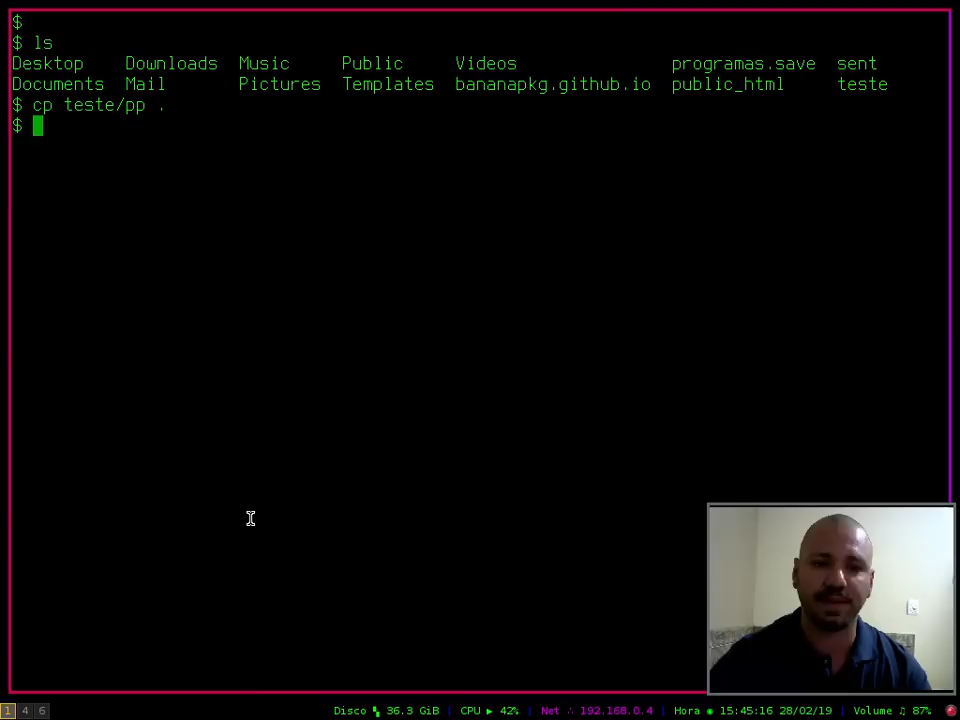 $
$ ls
Desktop Downloads Music Public Videos programas.save sent
Documents Mail Pictures Templates bananapkg.github.io public_html teste
$ cp teste/pp .
$
1 4 6 Disco 36.3 GiB | CPU ▶ 42% | Net ∴ 192.168.0.4 | Hora ◉ 15:45:16 28/02/19 | Volume ♫ 87%